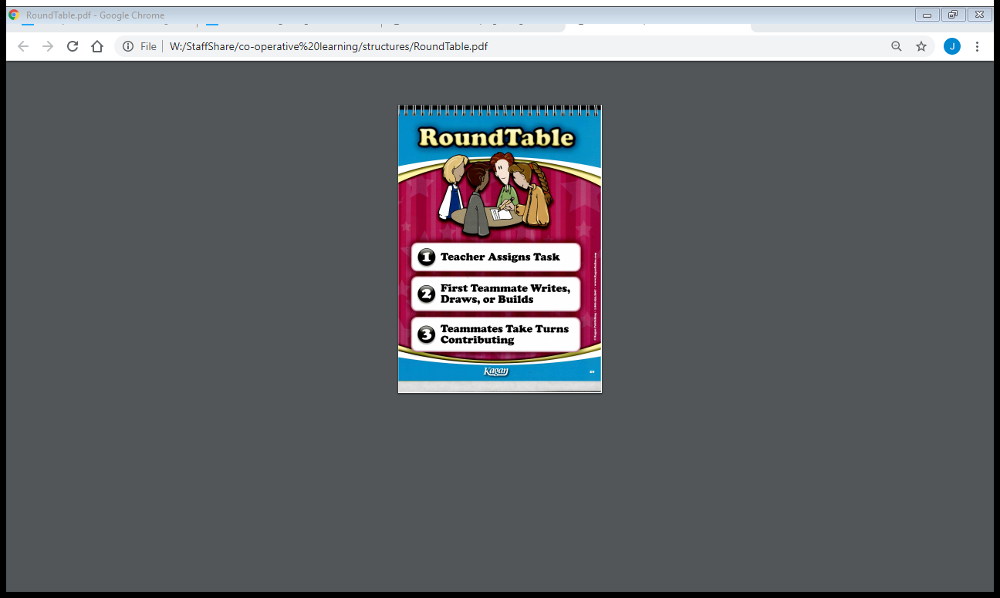 RoundTable.pdf - Google Chrome
File
W:/StaffShare/co-operative%20learning/structures/RoundTable.pdf
J
RoundTable
1 Teacher Assigns Task
2 First Teammate Writes,
Draws, or Builds
3 Teammates Take Turns
Contributing
Kagan